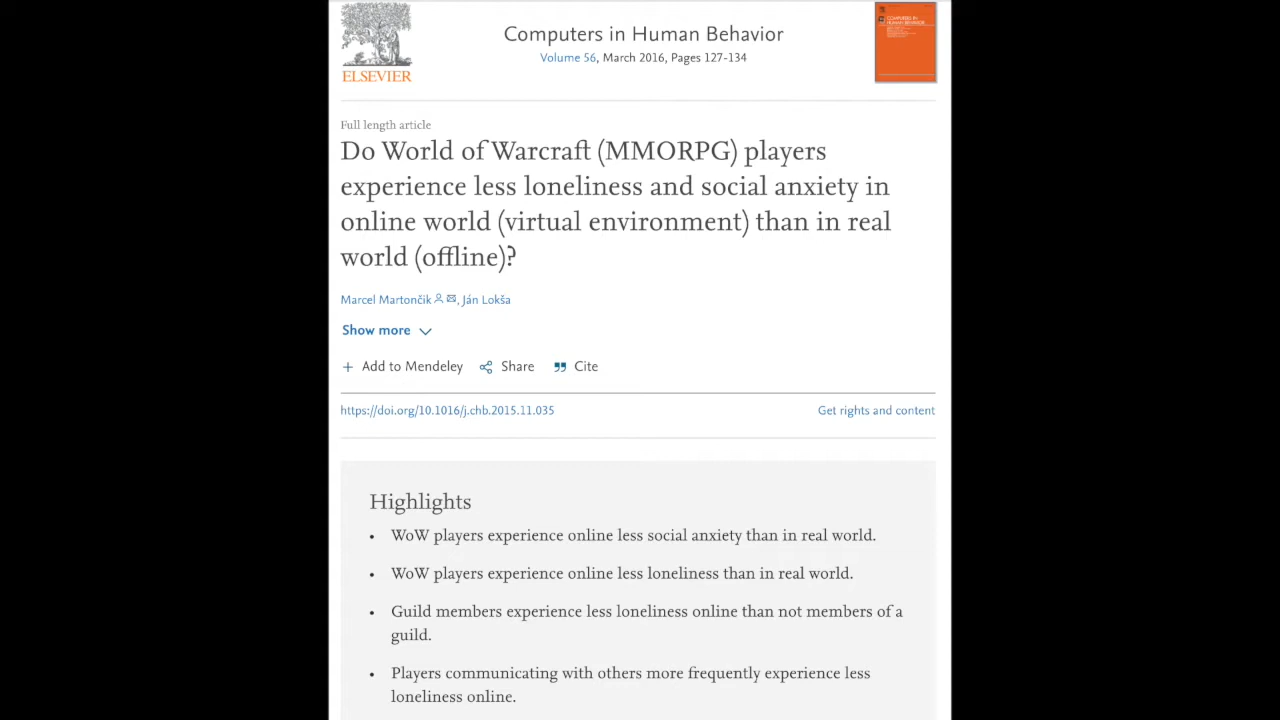 Computers in Human Behavior
Volume 56, March 2016, Pages 127-134
ELSEVIER
COMPUTERS IN
HUMAN BEHAVIOR
Full length article
Do World of Warcraft (MMORPG) players
experience less loneliness and social anxiety in
online world (virtual environment) than in real
world (offline)?
Marcel Martončik, Ján Lokša
Show more
+ Add to Mendeley Share Cite
https://doi.org/10.1016/j.chb.2015.11.035 Get rights and content
Highlights
• WoW players experience online less social anxiety than in real world.
• WoW players experience online less loneliness than in real world.
• Guild members experience less loneliness online than not members of a
guild.
• Players communicating with others more frequently experience less
loneliness online.